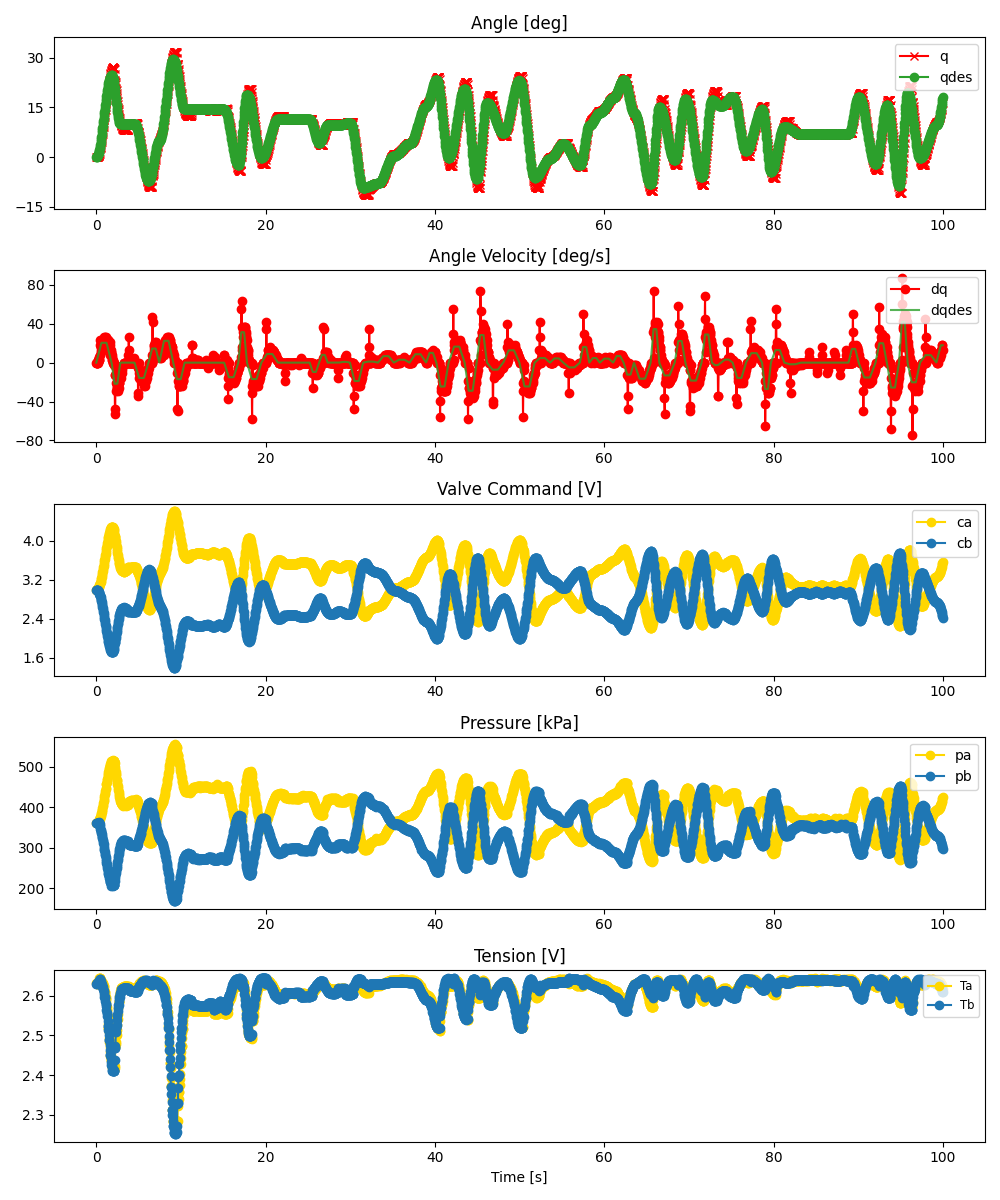 Angle [deg]
30
15
0
−15
q
qdes
0 20 40 60 80 100
Angle Velocity [deg/s]
80
40
0
−40
−80
dq
dqdes
0 20 40 60 80 100
Valve Command [V]
4.0
3.2
2.4
1.6
ca
cb
0 20 40 60 80 100
Pressure [kPa]
500
400
300
200
pa
pb
0 20 40 60 80 100
Tension [V]
2.6
2.5
2.4
2.3
Ta
Tb
0 20 40 60 80 100
Time [s]